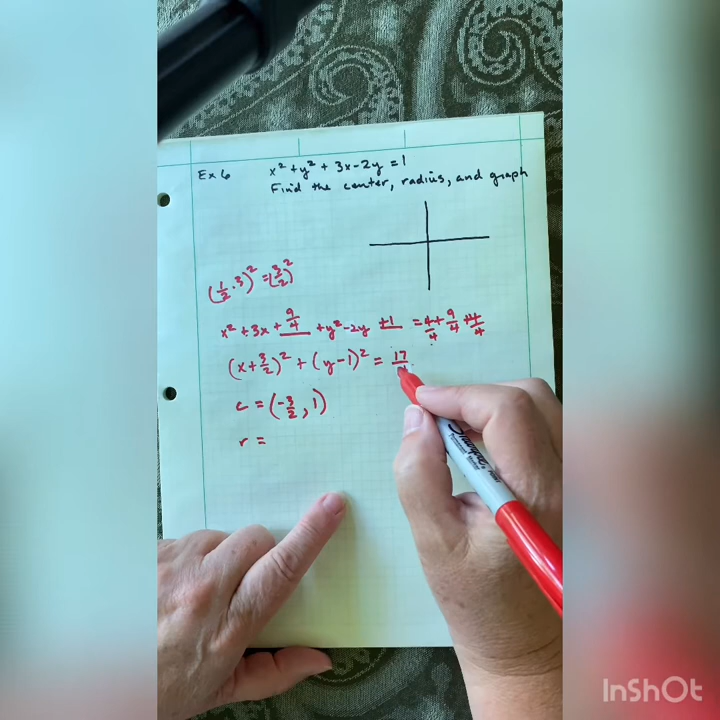 Ex 6 x² + y² + 3x - 2y = 1
Find the center, radius, and graph
(1/2 · 3)² = (3/2)²
x² + 3x + 9/4 + y² - 2y + 1 = 4/4 + 9/4 + 4/4
(x + 3/2)² + (y - 1)² = 17/4
c = (-3/2, 1)
r =
Sharpie
InShOt